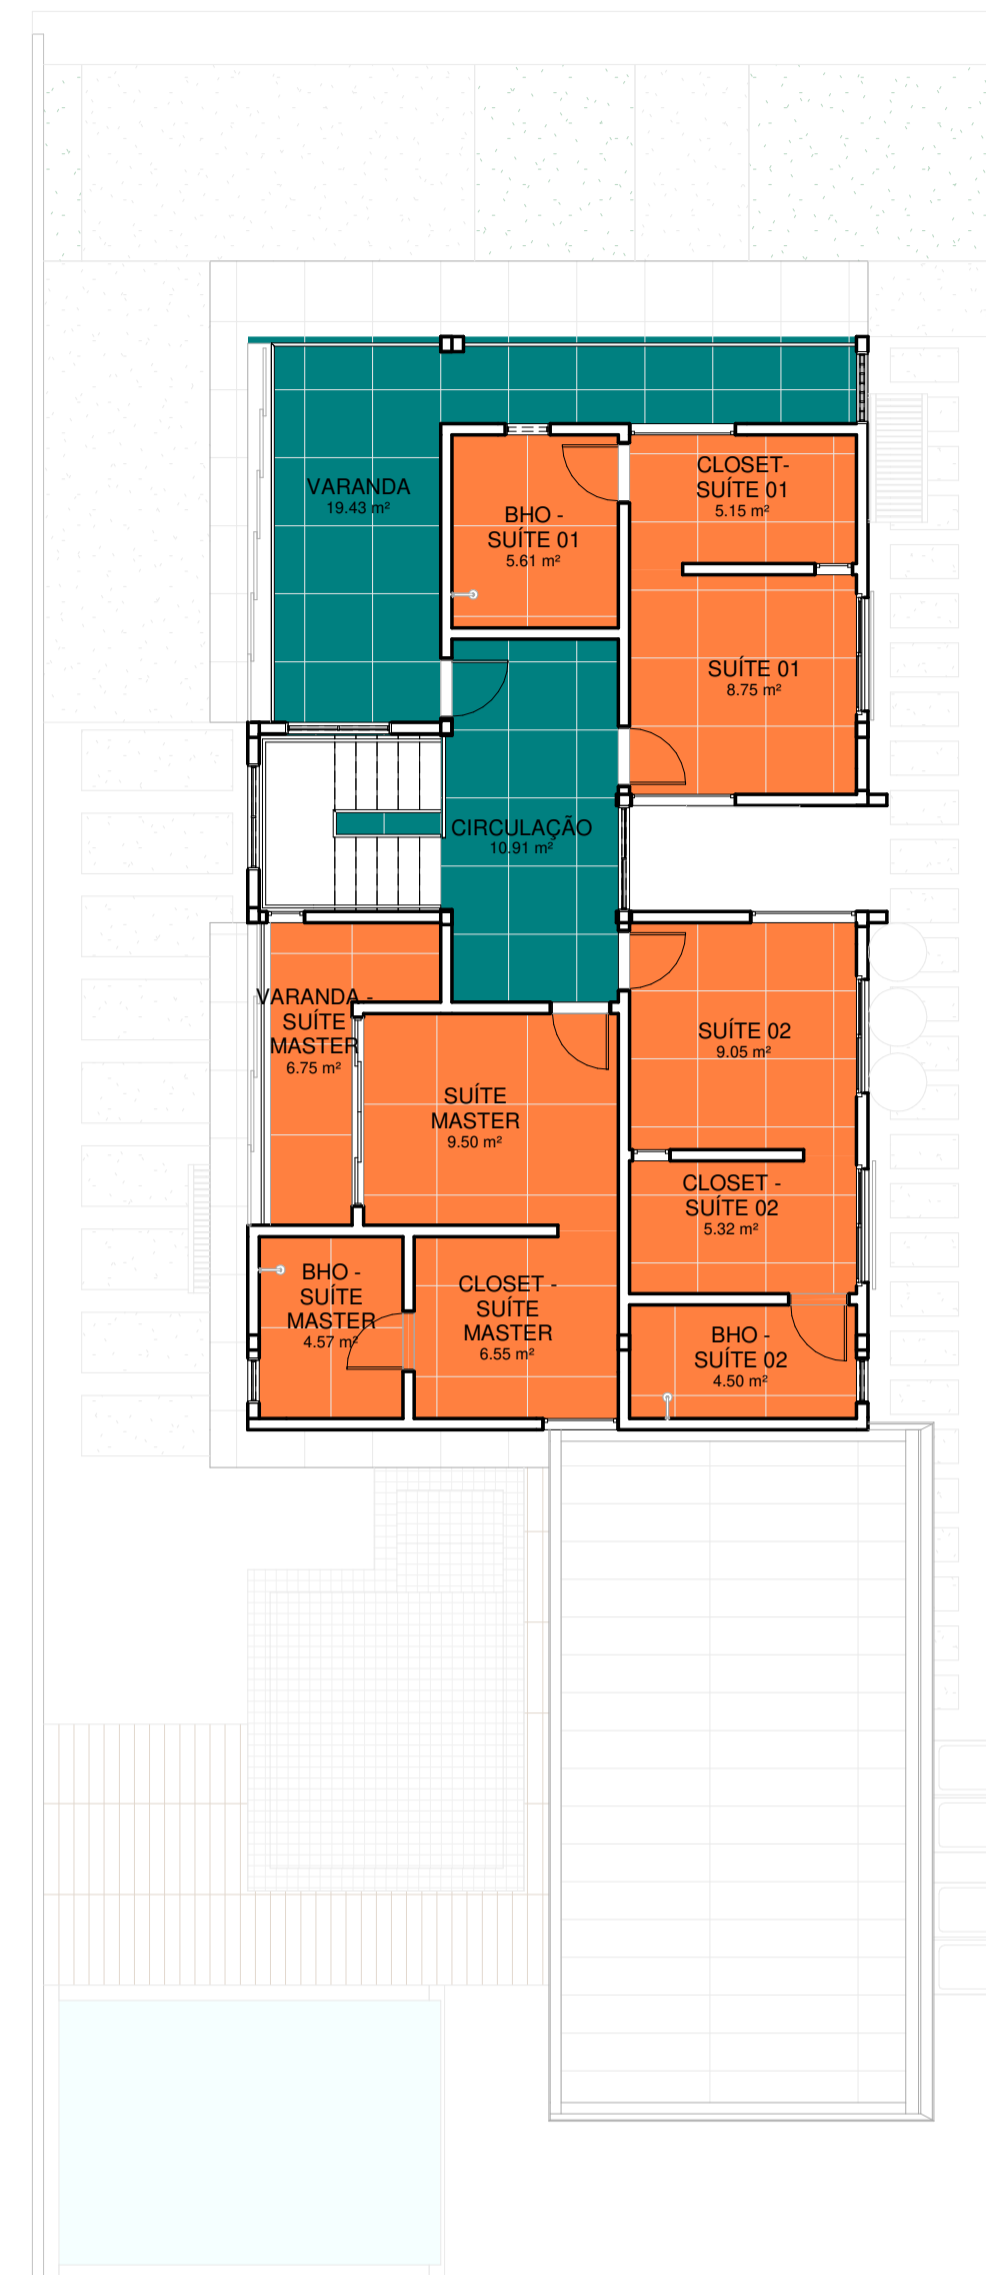 VARANDA
19.43 m²
CLOSET-
SUÍTE 01
5.15 m²
BHO -
SUÍTE 01
5.61 m²
SUÍTE 01
8.75 m²
CIRCULAÇÃO
10.91 m²
VARANDA -
SUÍTE
MASTER
6.75 m²
SUÍTE 02
9.05 m²
SUÍTE
MASTER
9.50 m²
CLOSET -
SUÍTE 02
5.32 m²
BHO -
SUÍTE
MASTER
4.57 m²
CLOSET -
SUÍTE
MASTER
6.55 m²
BHO -
SUÍTE 02
4.50 m²